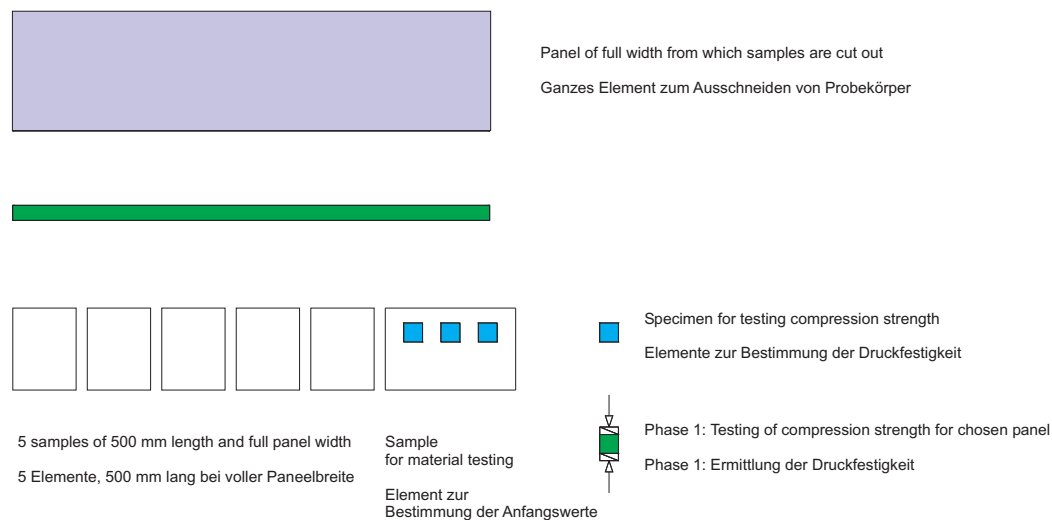 Panel of full width from which samples are cut out
Ganzes Element zum Ausschneiden von Probekörper
Specimen for testing compression strength
Elemente zur Bestimmung der Druckfestigkeit
5 samples of 500 mm length and full panel width
5 Elemente, 500 mm lang bei voller Paneelbreite
Sample
for material testing
Element zur
Bestimmung der Anfangswerte
Phase 1: Testing of compression strength for chosen panel
Phase 1: Ermittlung der Druckfestigkeit